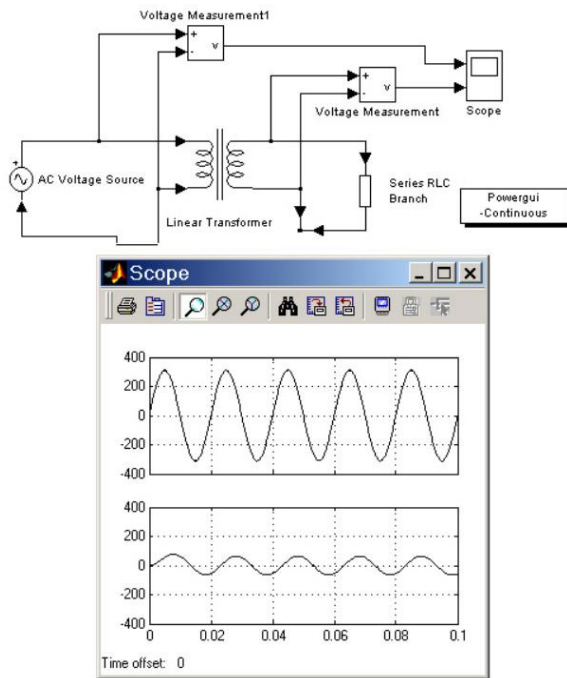 Voltage Measurement1
+
-
v
+
-
v
Voltage Measurement
Scope
+
AC Voltage Source
Linear Transformer
Series RLC
Branch
Powergui
-Continuous
Scope
400
200
0
-200
-400
400
200
0
-200
-400
0 0.02 0.04 0.06 0.08 0.1
Time offset: 0